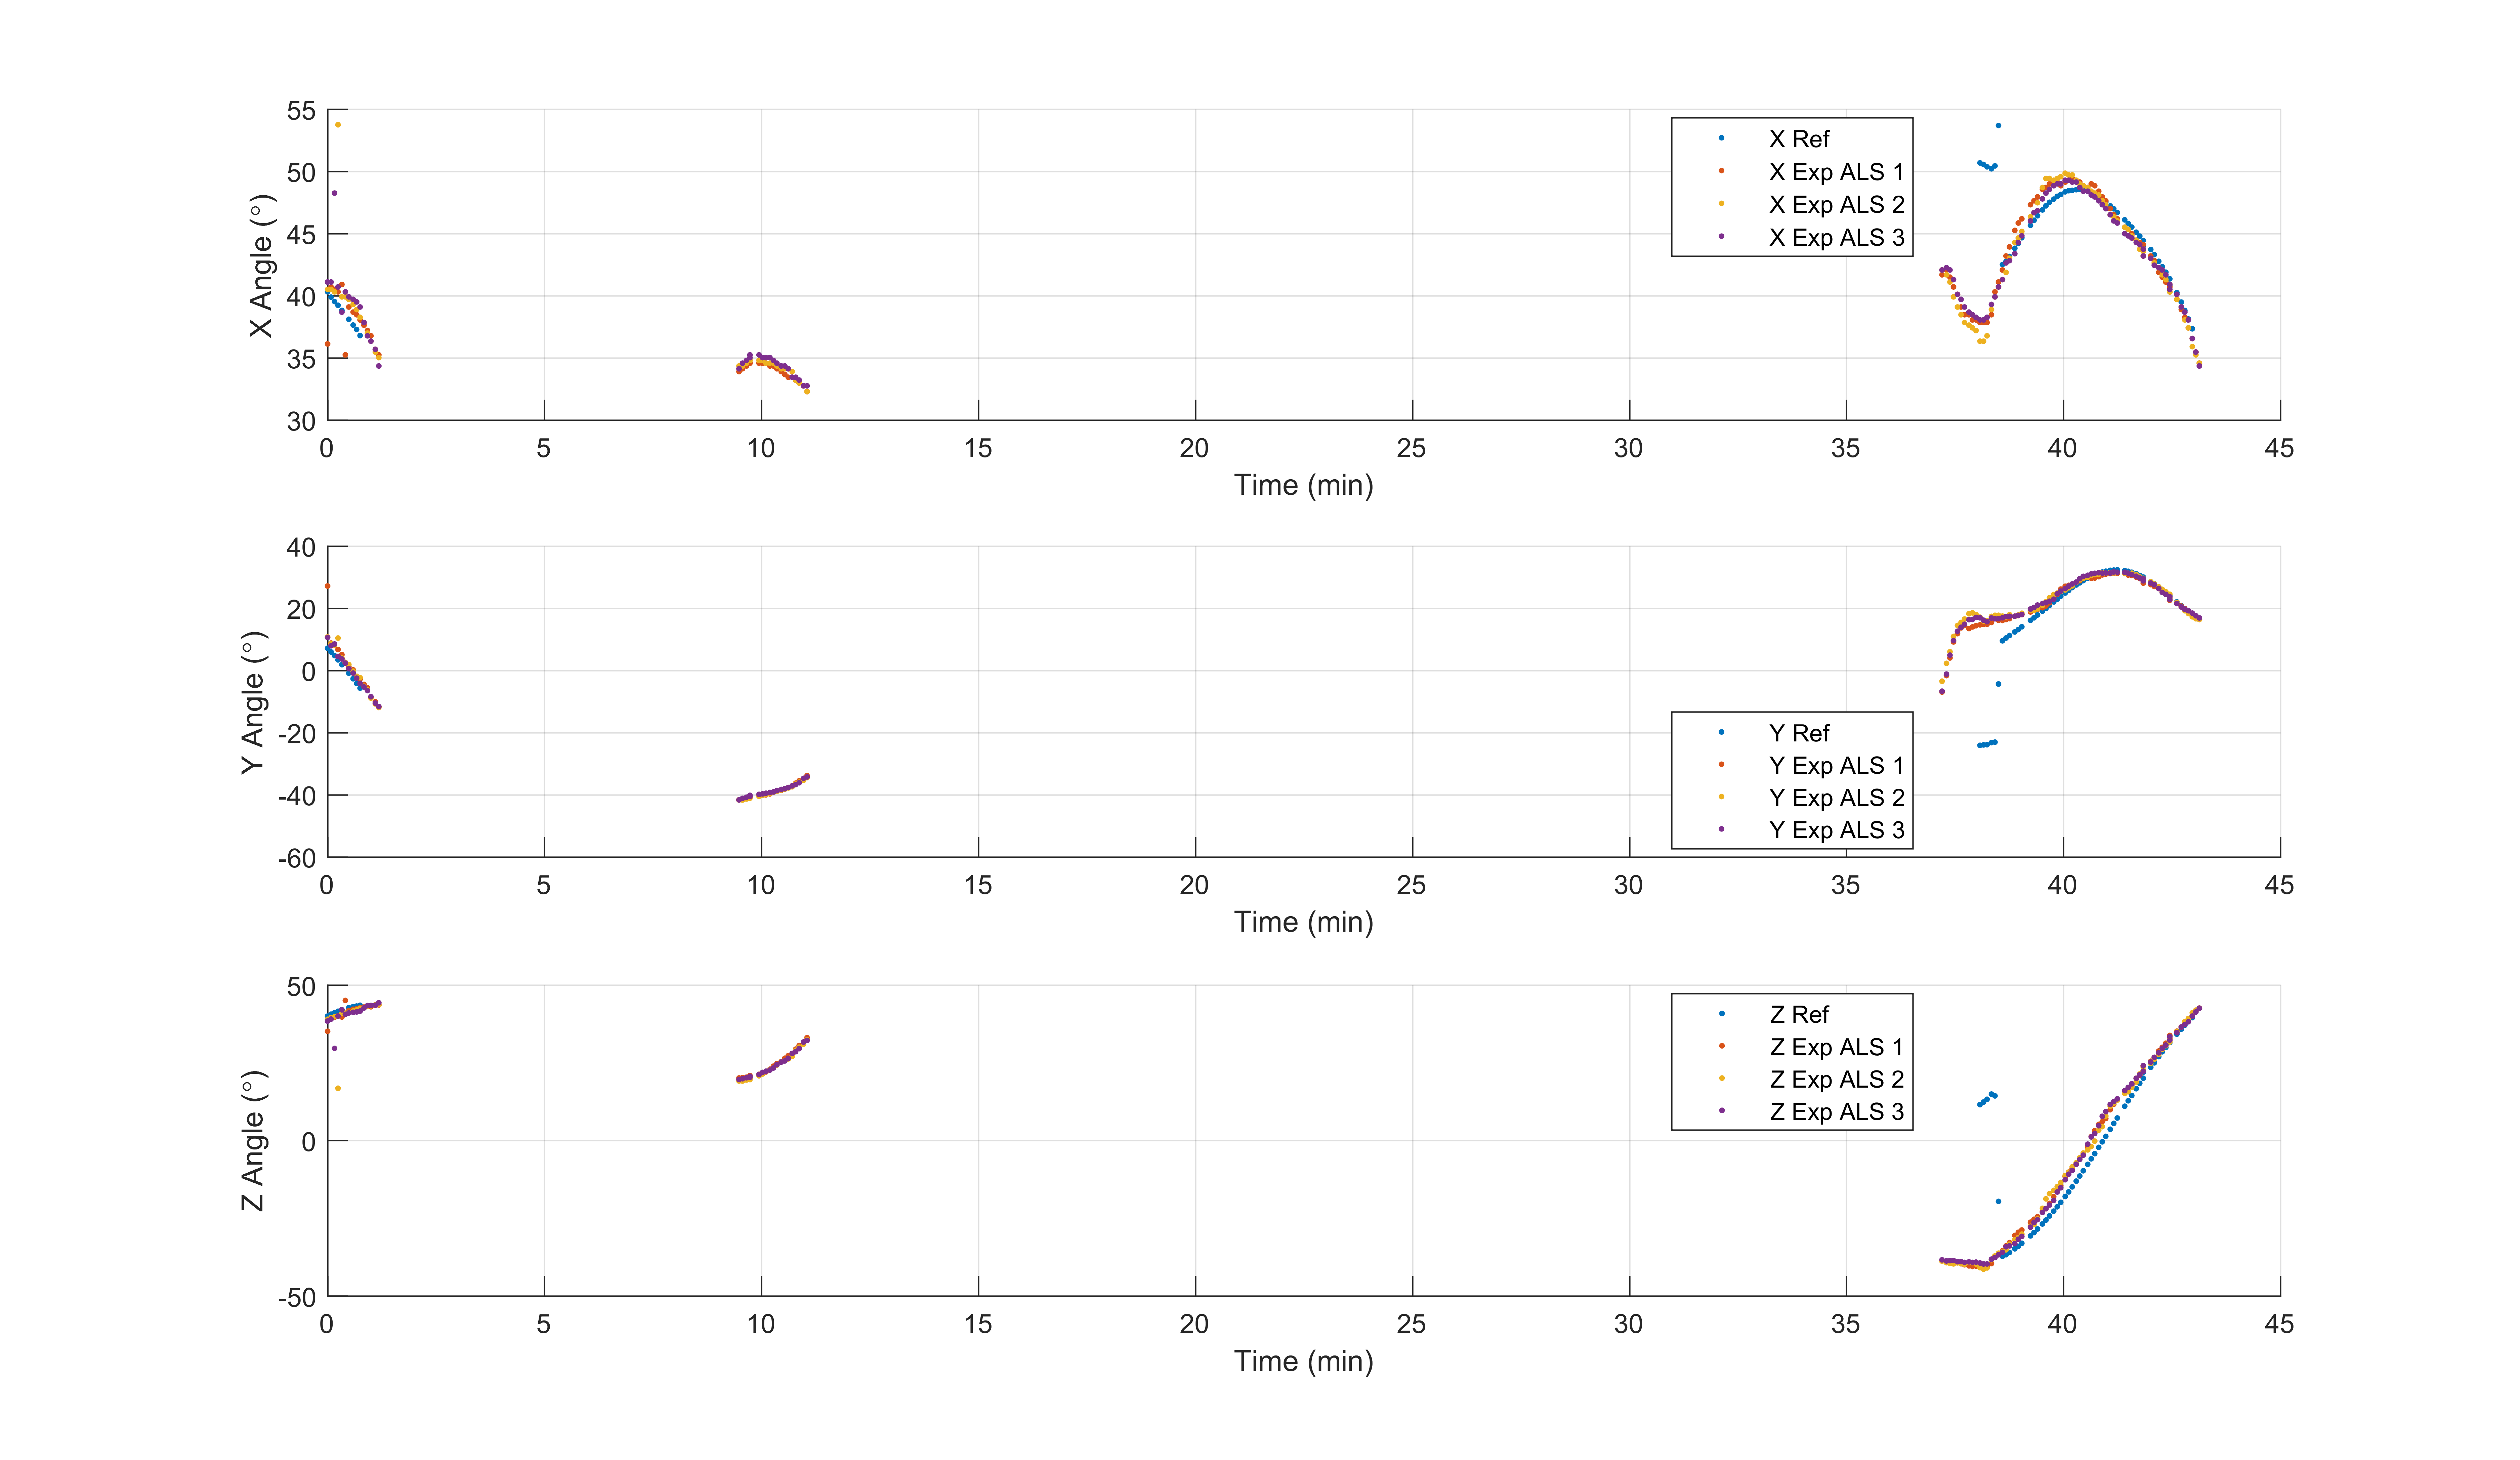 55
50
45
40
35
30
X Angle (°)
X Ref
X Exp ALS 1
X Exp ALS 2
X Exp ALS 3
0 5 10 15 20 25 30 35 40 45
Time (min)
40
20
0
-20
-40
-60
Y Angle (°)
Y Ref
Y Exp ALS 1
Y Exp ALS 2
Y Exp ALS 3
0 5 10 15 20 25 30 35 40 45
Time (min)
50
0
-50
Z Angle (°)
Z Ref
Z Exp ALS 1
Z Exp ALS 2
Z Exp ALS 3
0 5 10 15 20 25 30 35 40 45
Time (min)